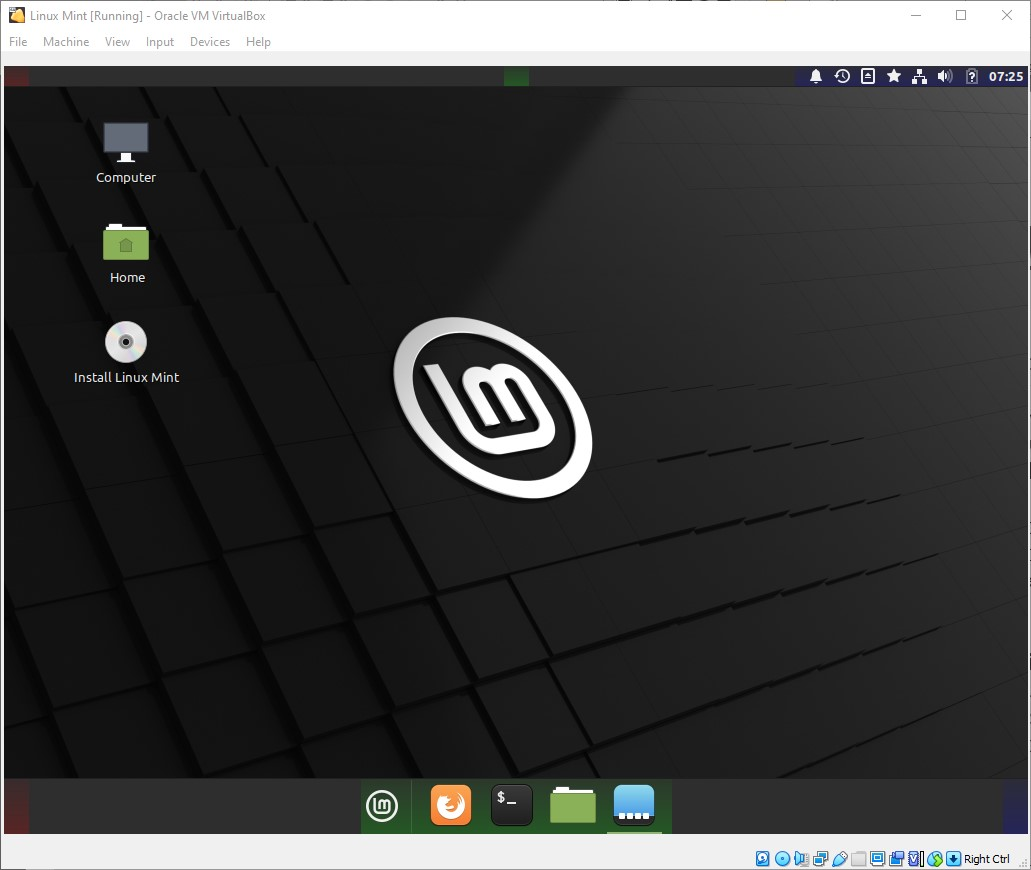 Linux Mint [Running] - Oracle VM VirtualBox
File Machine View Input Devices Help
07:25
Computer
Home
Install Linux Mint
$_
Right Ctrl